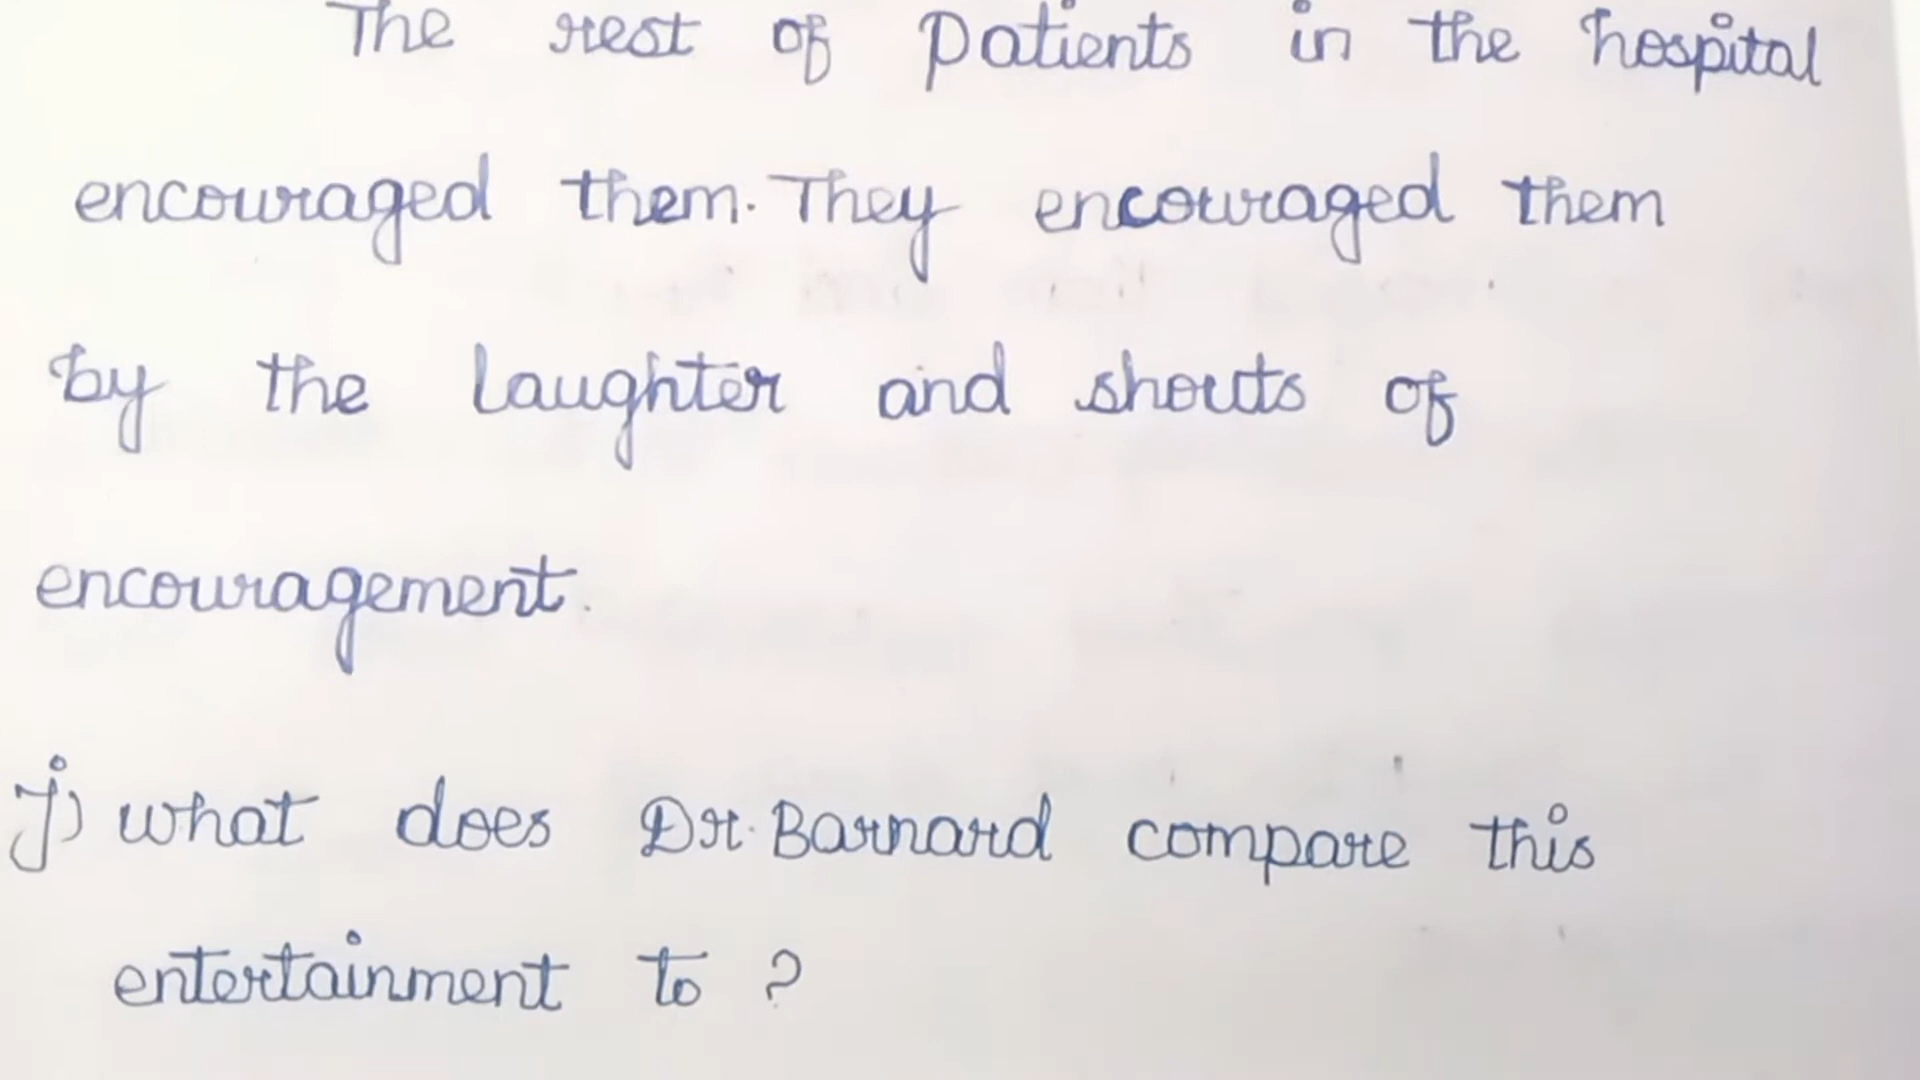 The rest of patients in the hospital
encouraged them. They encouraged them
by the laughter and shouts of
encouragement.
j) what does Dr. Barnard compare this
entertainment to ?